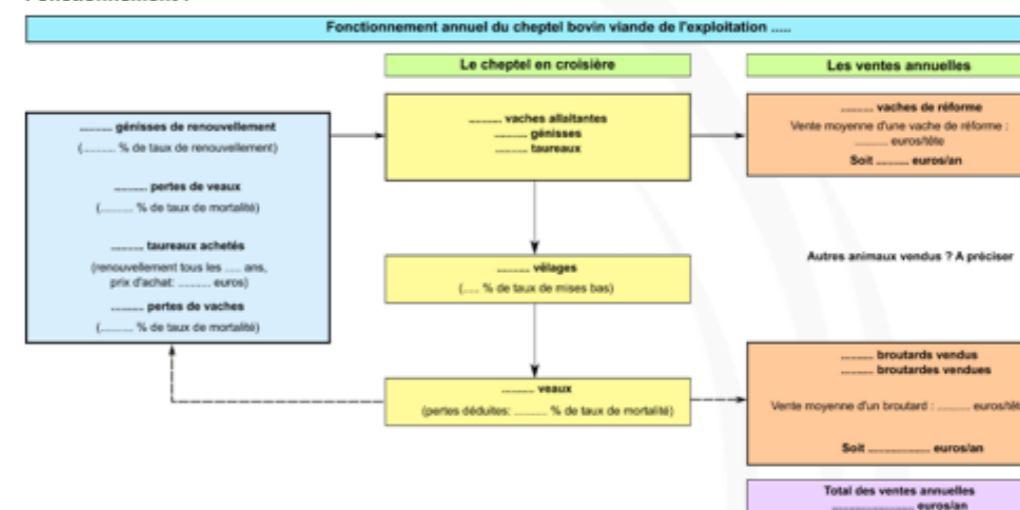 Fonctionnement annuel du cheptel bovin viande de l'exploitation .....
Le cheptel en croisière
Les ventes annuelles
......... génisses de renouvellement
(......... % de taux de renouvellement)
......... pertes de veaux
(......... % de taux de mortalité)
......... taureaux achetés
(renouvellement tous les ..... ans,
prix d'achat: ......... euros)
......... pertes de vaches
(......... % de taux de mortalité)
......... vaches allaitantes
......... génisses
......... taureaux
......... vêlages
(..... % de taux de mises bas)
......... veaux
(pertes déduites: ......... % de taux de mortalité)
......... vaches de réforme
Vente moyenne d'une vache de réforme :
......... euros/tête
Soit ......... euros/an
Autres animaux vendus ? A préciser
......... broutards vendus
......... broutardes vendues
Vente moyenne d'un broutard : .........
Soit ................. euros/an
Total des ventes annuelles
..................... euros/an